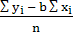 ∑ yᵢ − b ∑ xᵢ
n